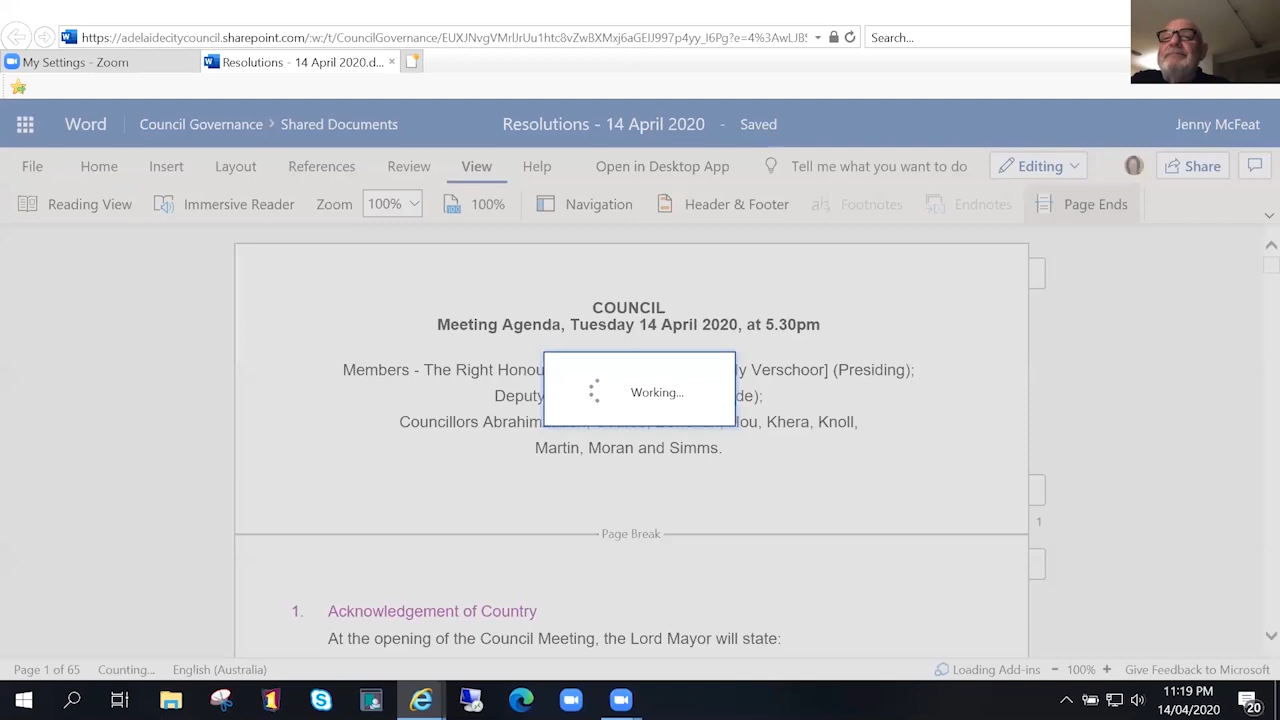 https://adelaidecitycouncil.sharepoint.com/:w:/t/CouncilGovernance/ Search...
My Settings - Zoom Resolutions - 14 April 2020.d...
Word Council Governance > Shared Documents Resolutions - 14 April 2020 - Saved Jenny McFeat
File Home Insert Layout References Review View Help Open in Desktop App Tell me what you want to do Editing Share
Reading View Immersive Reader Zoom 100% 100% Navigation Header & Footer Footnotes Endnotes Page Ends
COUNCIL
Meeting Agenda, Tuesday 14 April 2020, at 5.30pm
Members - The Right Honou y Verschoor] (Presiding);
Deputy de);
Councillors Abrahim lou, Khera, Knoll,
Working...
Martin, Moran and Simms.
1
Page Break
1. Acknowledgement of Country
At the opening of the Council Meeting, the Lord Mayor will state:
Page 1 of 65 Counting... English (Australia) Loading Add-ins - 100% + Give Feedback to Microsoft
11:19 PM
14/04/2020
20